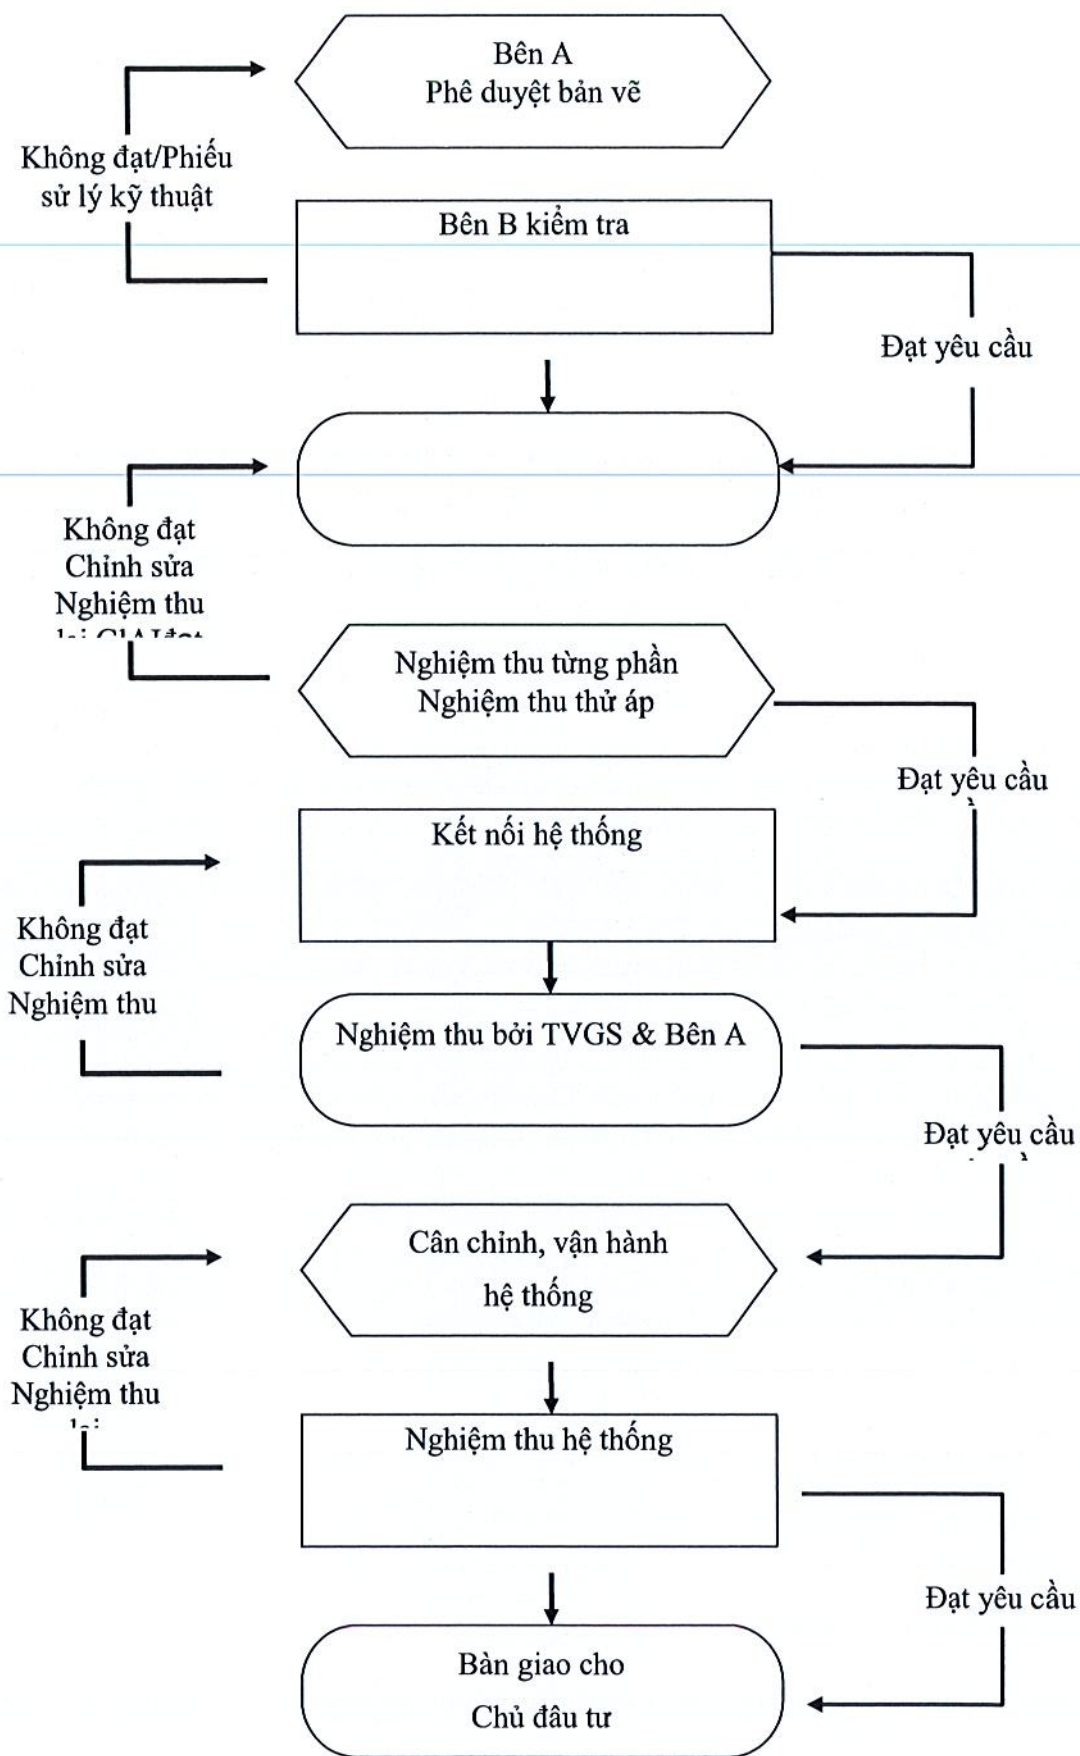 Bên A
Phê duyệt bản vẽ
Không đạt/Phiếu
sử lý kỹ thuật
Bên B kiểm tra
Đạt yêu cầu
Không đạt
Chỉnh sửa
Nghiệm thu
Nghiệm thu từng phần
Nghiệm thu thử áp
Đạt yêu cầu
Kết nối hệ thống
Không đạt
Chỉnh sửa
Nghiệm thu
Nghiệm thu bởi TVGS & Bên A
Đạt yêu cầu
Cân chỉnh, vận hành
hệ thống
Không đạt
Chỉnh sửa
Nghiệm thu
Nghiệm thu hệ thống
Đạt yêu cầu
Bàn giao cho
Chủ đầu tư